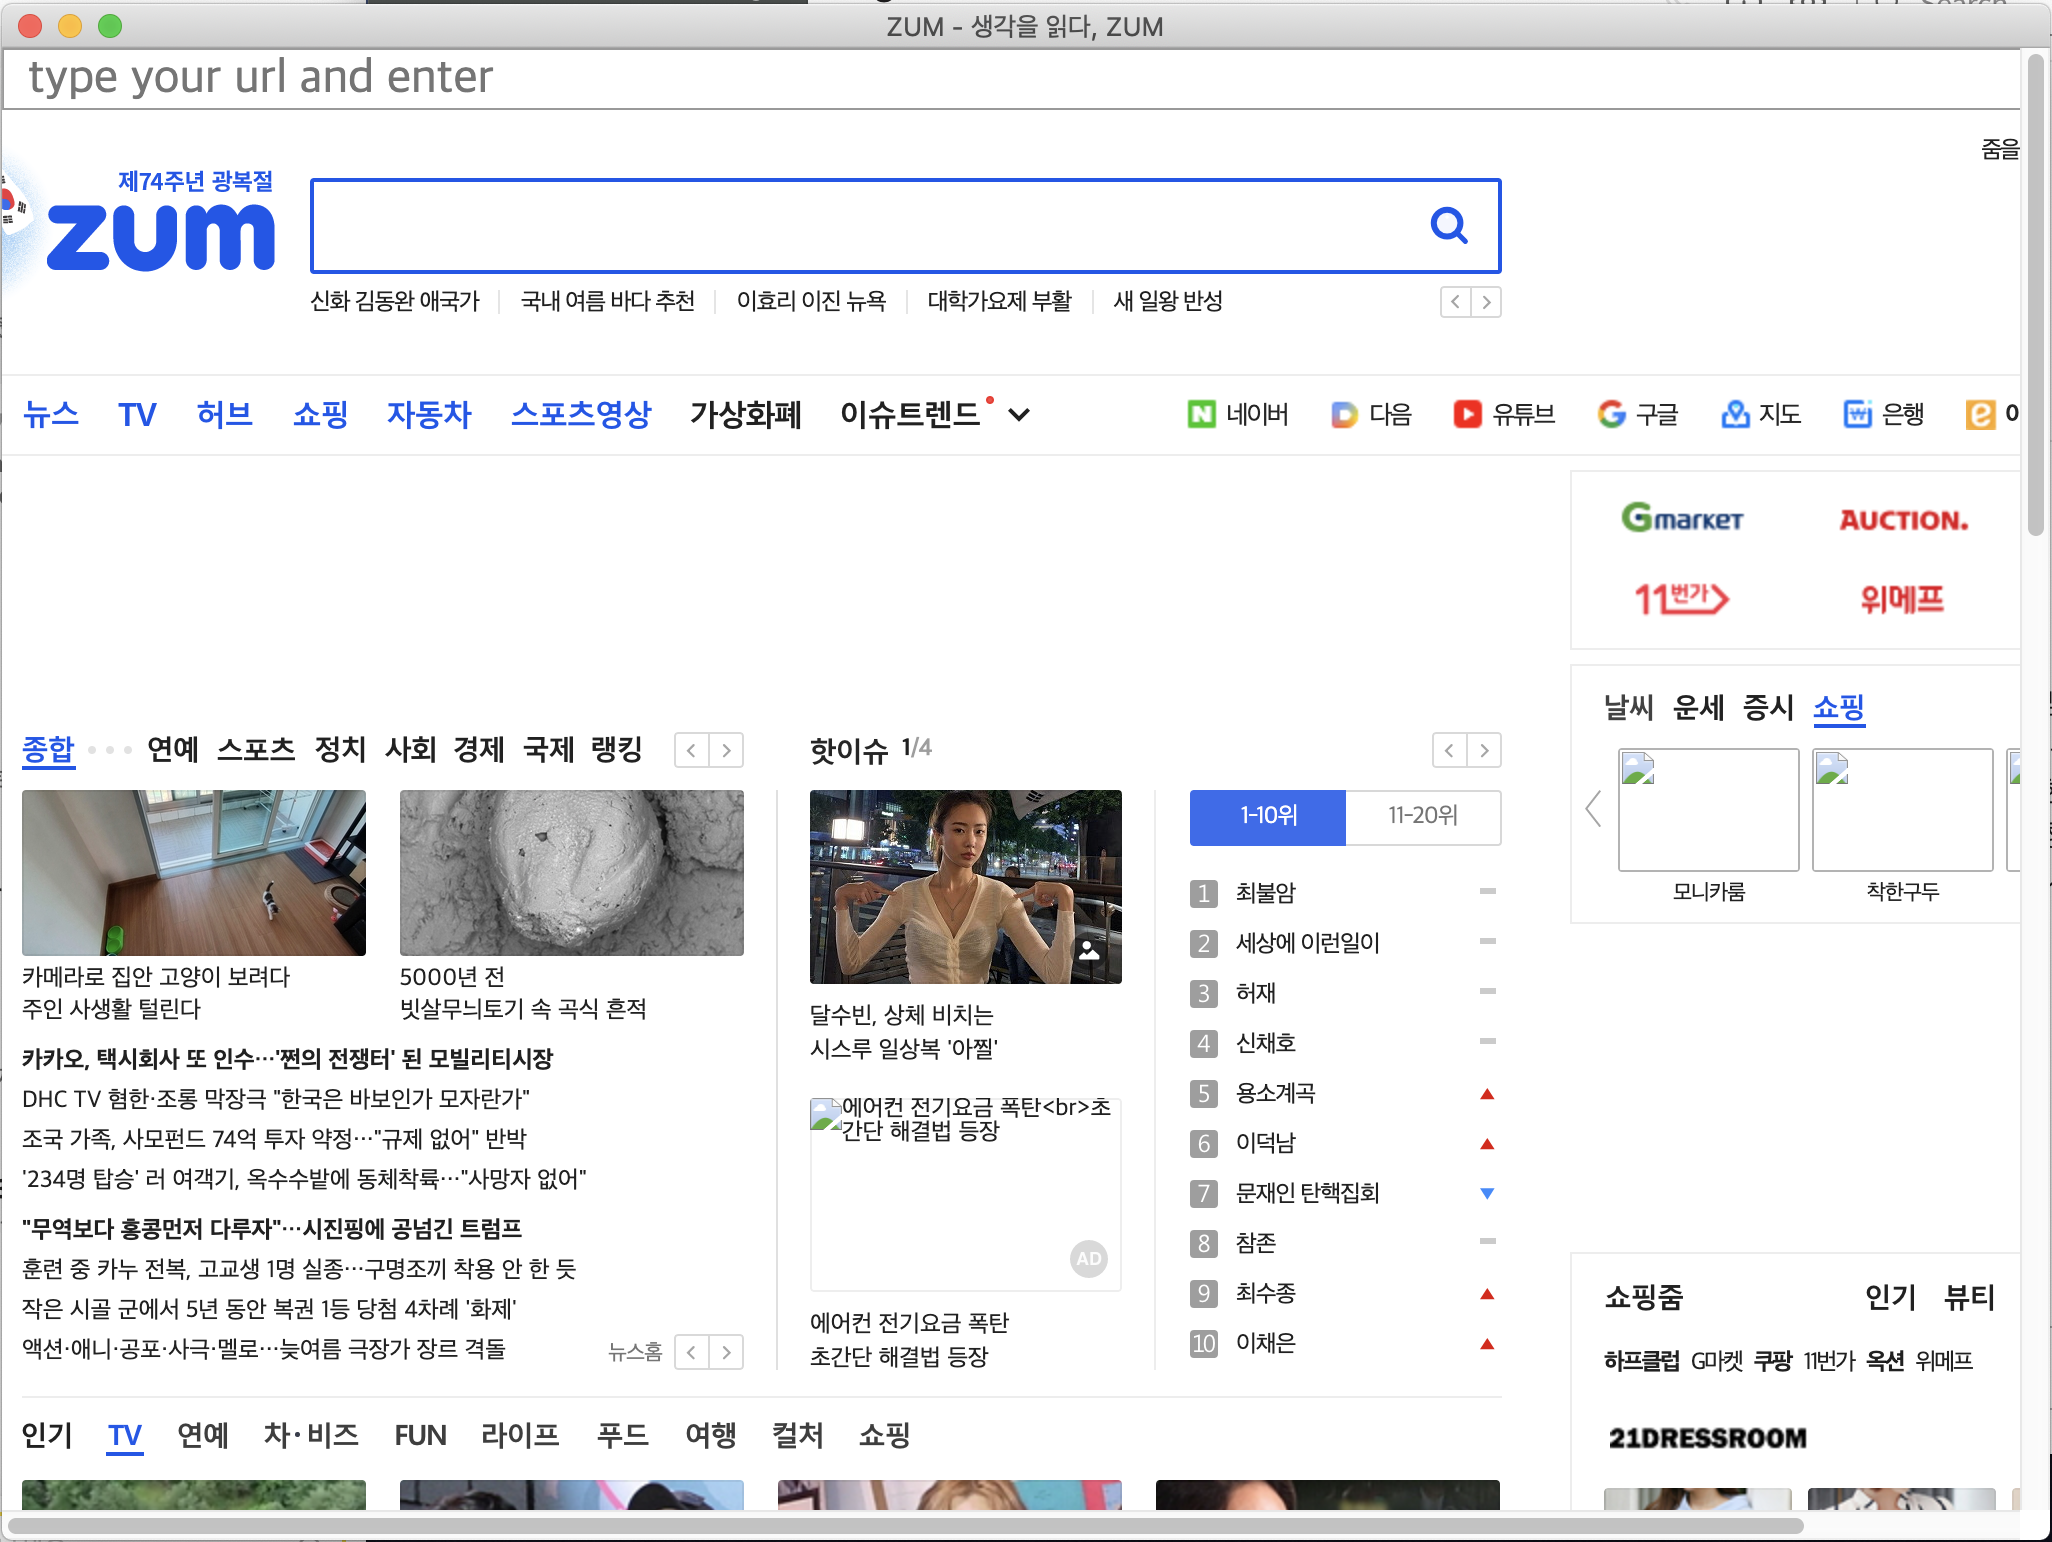 ZUM - 생각을 읽다, ZUM
type your url and enter
줌을
제74주년 광복절
zum
신화 김동완 애국가 국내 여름 바다 추천 이효리 이진 뉴욕 대학가요제 부활 새 일왕 반성
뉴스 TV 허브 쇼핑 자동차 스포츠영상 가상화폐 이슈트렌드 네이버 다음 유튜브 구글 지도 은행
Gmarket AUCTION.
11번가 위메프
날씨 운세 증시 쇼핑
모니카룸 착한구두
종합 연예 스포츠 정치 사회 경제 국제 랭킹
카메라로 집안 고양이 보려다
주인 사생활 털린다
5000년 전
빗살무늬토기 속 곡식 흔적
카카오, 택시회사 또 인수…'쩐의 전쟁터' 된 모빌리티시장
DHC TV 혐한·조롱 막장극 "한국은 바보인가 모자란가"
조국 가족, 사모펀드 74억 투자 약정…"규제 없어" 반박
'234명 탑승' 러 여객기, 옥수수밭에 동체착륙…"사망자 없어"
"무역보다 홍콩먼저 다루자"…시진핑에 공넘긴 트럼프
훈련 중 카누 전복, 고교생 1명 실종…구명조끼 착용 안 한 듯
작은 시골 군에서 5년 동안 복권 1등 당첨 4차례 '화제'
액션·애니·공포·사극·멜로…늦여름 극장가 장르 격돌
뉴스홈
핫이슈 1/4
달수빈, 상체 비치는
시스루 일상복 '아찔'
에어컨 전기요금 폭탄<br>초
간단 해결법 등장
AD
에어컨 전기요금 폭탄
초간단 해결법 등장
1-10위 11-20위
1 최불암
2 세상에 이런일이
3 허재
4 신채호
5 용소계곡
6 이덕남
7 문재인 탄핵집회
8 참존
9 최수종
10 이채은
쇼핑줌 인기 뷰티
하프클럽 G마켓 쿠팡 11번가 옥션 위메프
21DRESSROOM
인기 TV 연예 차·비즈 FUN 라이프 푸드 여행 컬처 쇼핑